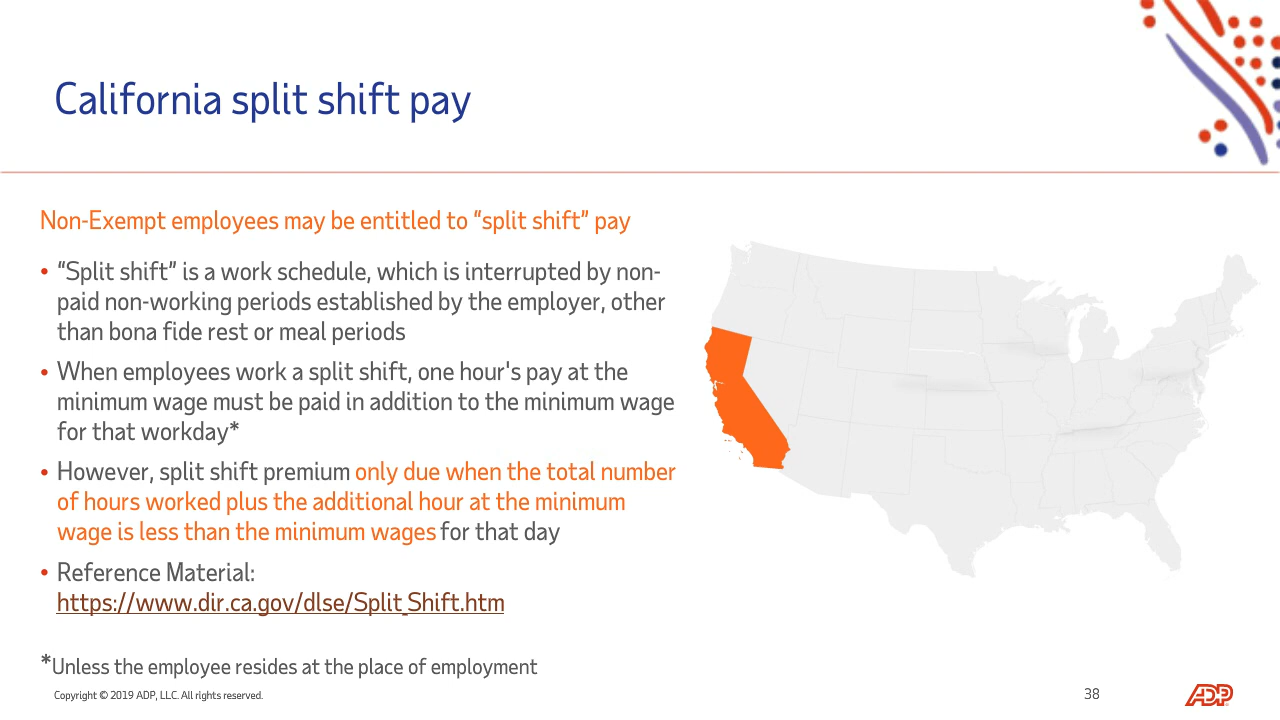 California split shift pay
Non-Exempt employees may be entitled to “split shift” pay
• “Split shift” is a work schedule, which is interrupted by non-
paid non-working periods established by the employer, other
than bona fide rest or meal periods
• When employees work a split shift, one hour's pay at the
minimum wage must be paid in addition to the minimum wage
for that workday*
• However, split shift premium only due when the total number
of hours worked plus the additional hour at the minimum
wage is less than the minimum wages for that day
• Reference Material:
https://www.dir.ca.gov/dlse/Split_Shift.htm
*Unless the employee resides at the place of employment
Copyright © 2019 ADP, LLC. All rights reserved.
38
ADP